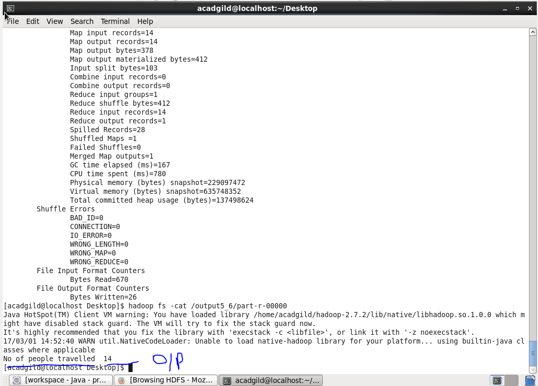 acadgild@localhost:~/Desktop
File Edit View Search Terminal Help
Map input records=14
Map output records=14
Map output bytes=378
Map output materialized bytes=412
Input split bytes=103
Combine input records=0
Combine output records=0
Reduce input groups=1
Reduce shuffle bytes=412
Reduce input records=14
Reduce output records=1
Spilled Records=28
Shuffled Maps =1
Failed Shuffles=0
Merged Map outputs=1
GC time elapsed (ms)=167
CPU time spent (ms)=780
Physical memory (bytes) snapshot=229097472
Virtual memory (bytes) snapshot=635748352
Total committed heap usage (bytes)=137498624
Shuffle Errors
BAD_ID=0
CONNECTION=0
IO_ERROR=0
WRONG_LENGTH=0
WRONG_MAP=0
WRONG_REDUCE=0
File Input Format Counters
Bytes Read=670
File Output Format Counters
Bytes Written=26
[acadgild@localhost Desktop]$ hadoop fs -cat /output5_6/part-r-00000
Java HotSpot(TM) Client VM warning: You have loaded library /home/acadgild/hadoop-2.7.2/lib/native/libhadoop.so.1.0.0 which m
ight have disabled stack guard. The VM will try to fix the stack guard now.
It's highly recommended that you fix the library with 'execstack -c <libfile>', or link it with '-z noexecstack'.
17/03/01 14:52:40 WARN util.NativeCodeLoader: Unable to load native-hadoop library for your platform... using builtin-java cl
asses where applicable
No of people travelled 14
O/P
[acadgild@localhost Desktop]$
[workspace - Java - pr... [Browsing HDFS - Moz... acadgild@localhost:~/...